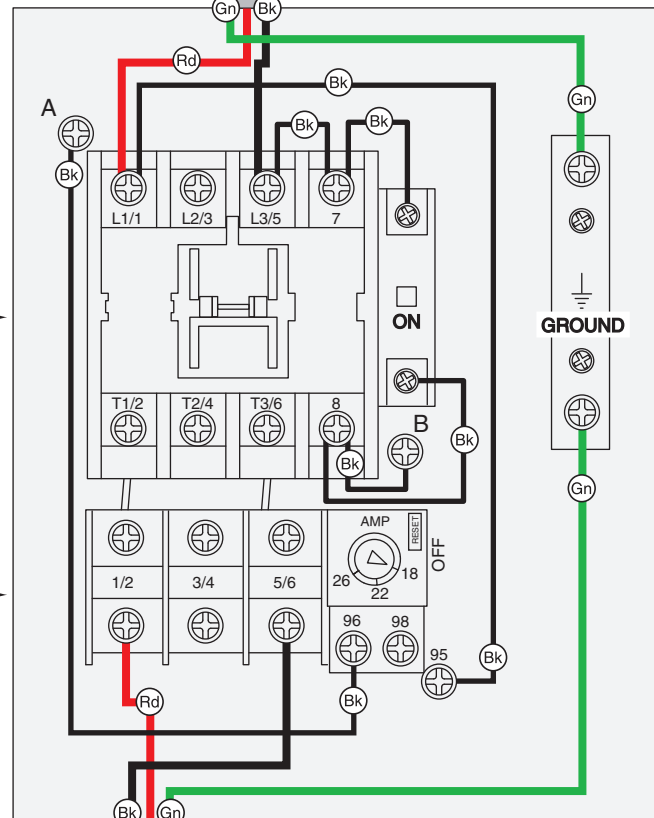 Gn Bk
Rd
Bk
A
Gn
Bk Bk
Bk
L1/1 L2/3 L3/5 7
ON
GROUND
T1/2 T2/4 T3/6 8
B
Bk
Bk
Gn
AMP
RESET
OFF
26 22 18
1/2 3/4 5/6
96 98
95
Bk
Rd
Bk
Bk Gn